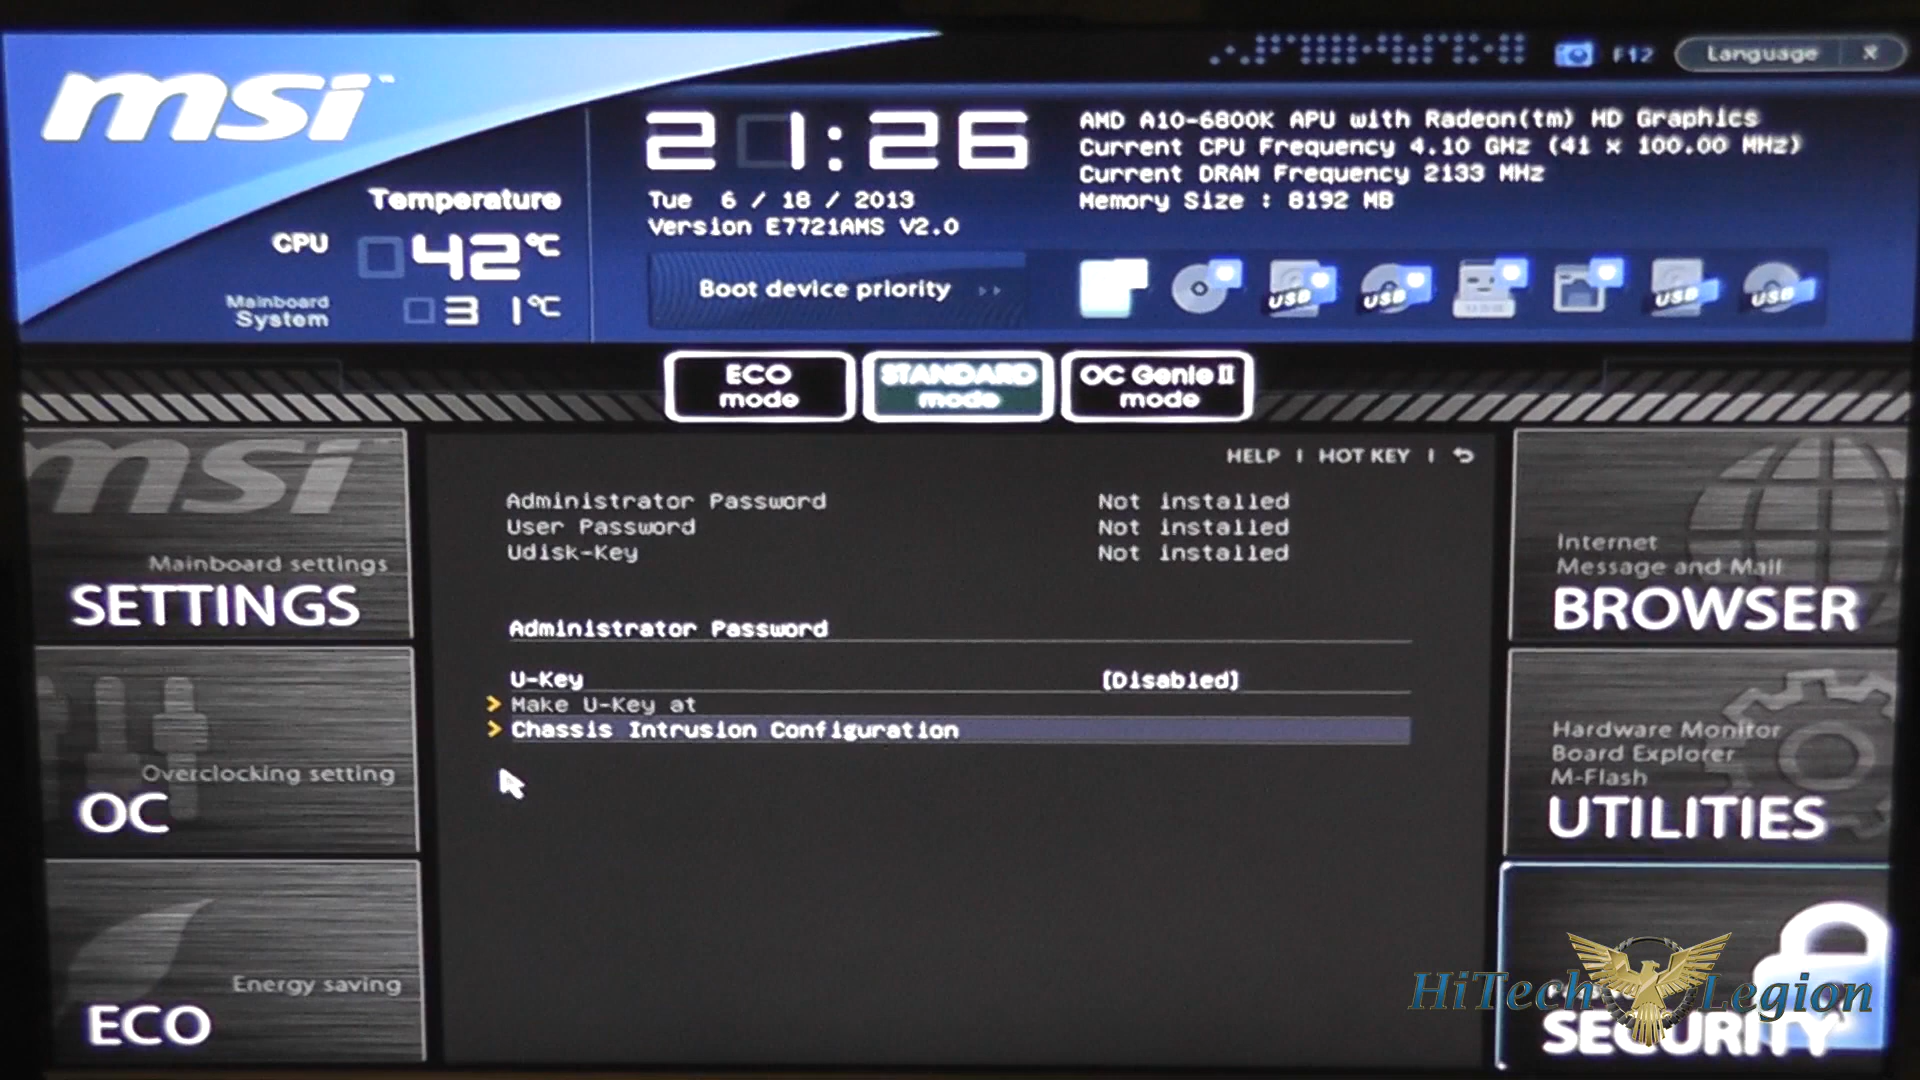 msi™
F12
Language X
21:26
AMD A10-6800K APU with Radeon(tm) HD Graphics
Current CPU Frequency 4.10 GHz (41 x 100.00 MHz)
Current DRAM Frequency 2133 MHz
Memory Size : 8192 MB
Temperature
Tue 6 / 18 / 2013
Version E7721AMS V2.0
CPU 42°C
Mainboard
System 31°C
Boot device priority
USB
USB
USB
USB
ECO
mode
STANDARD
mode
OC Genie II
mode
HELP | HOT KEY |
msi
Mainboard settings
SETTINGS
Overclocking setting
OC
Energy saving
ECO
Administrator Password Not installed
User Password Not installed
Udisk-Key Not installed
Administrator Password
U-Key [Disabled]
> Make U-Key at
> Chassis Intrusion Configuration
Internet
Message and Mail
BROWSER
Hardware Monitor
Board Explorer
M-Flash
UTILITIES
HiTech Legion
SECURITY